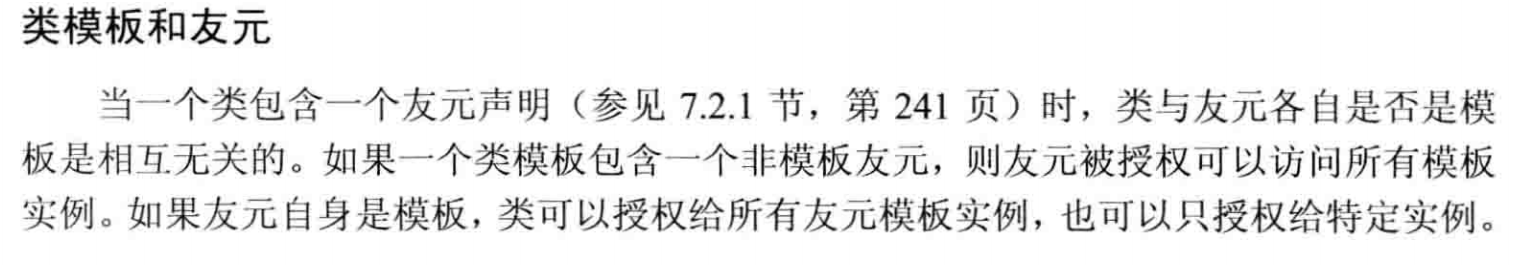 类模板和友元
当一个类包含一个友元声明（参见 7.2.1 节，第 241 页）时，类与友元各自是否是模
板是相互无关的。如果一个类模板包含一个非模板友元，则友元被授权可以访问所有模板
实例。如果友元自身是模板，类可以授权给所有友元模板实例，也可以只授权给特定实例。